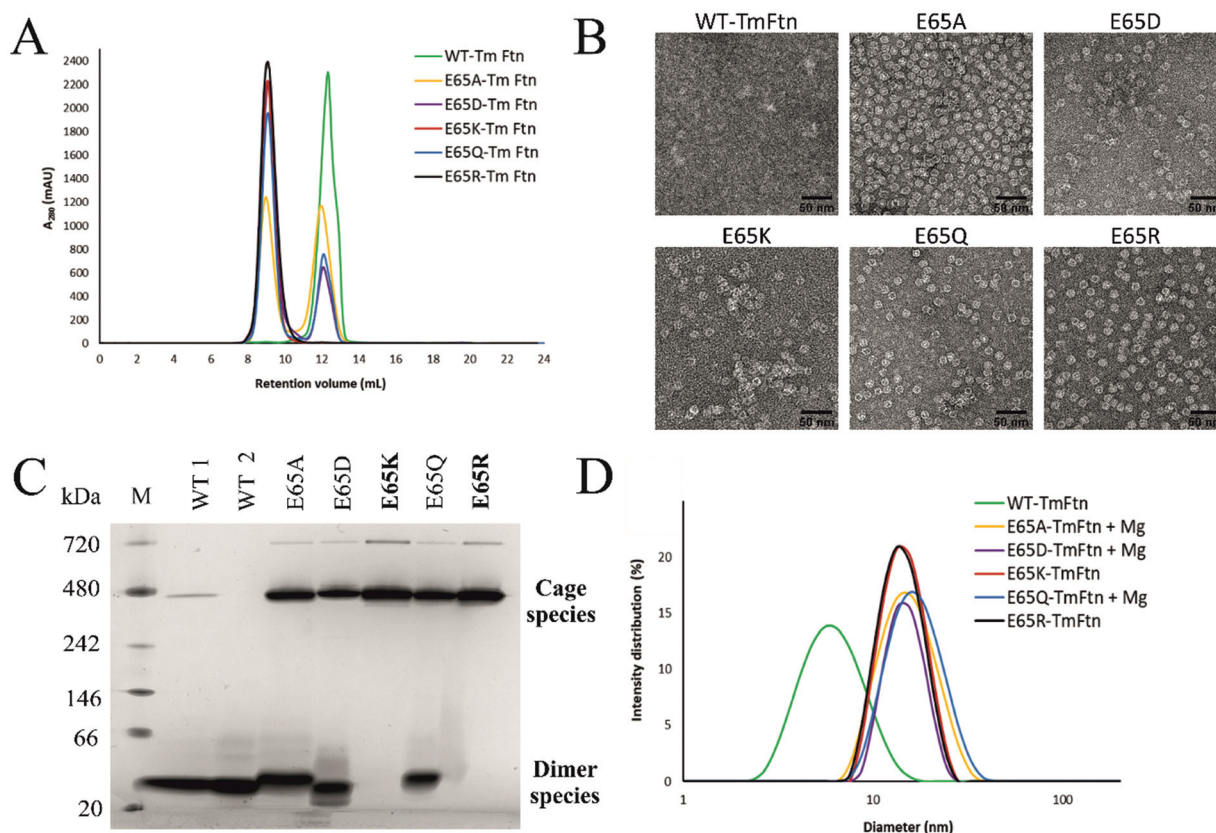 A
A280 (mAU)
2400
2200
2000
1800
1600
1400
1200
1000
800
600
400
200
0
0 2 4 6 8 10 12 14 16 18 20 22 24
Retention volume (mL)
WT-Tm Ftn
E65A-Tm Ftn
E65D-Tm Ftn
E65K-Tm Ftn
E65Q-Tm Ftn
E65R-Tm Ftn
B
WT-TmFtn E65A E65D
50 nm 50 nm 50 nm
E65K E65Q E65R
50 nm 50 nm 50 nm
C
kDa M WT 1 WT 2 E65A E65D E65K E65Q E65R
720
480
242
146
66
20
Cage
species
Dimer
species
D
Intensity distribution (%)
20
15
10
5
0
1 10 100
Diameter (nm)
WT-TmFtn
E65A-TmFtn + Mg
E65D-TmFtn + Mg
E65K-TmFtn
E65Q-TmFtn + Mg
E65R-TmFtn